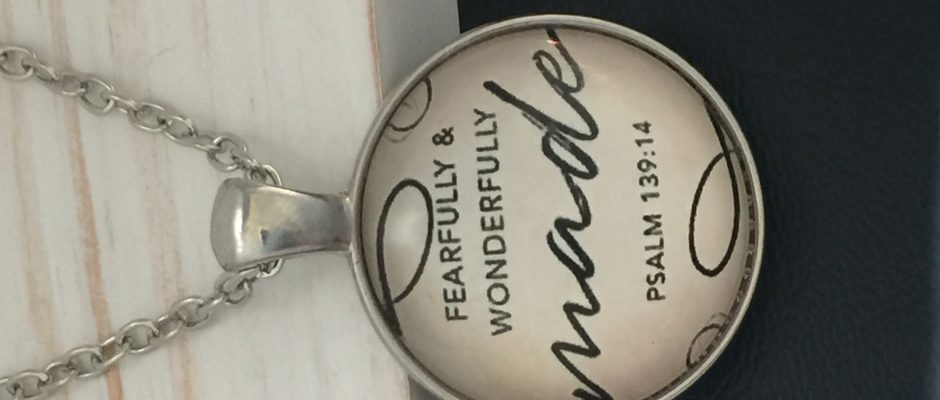 FEARFULLY &
WONDERFULLY
made
PSALM 139:14